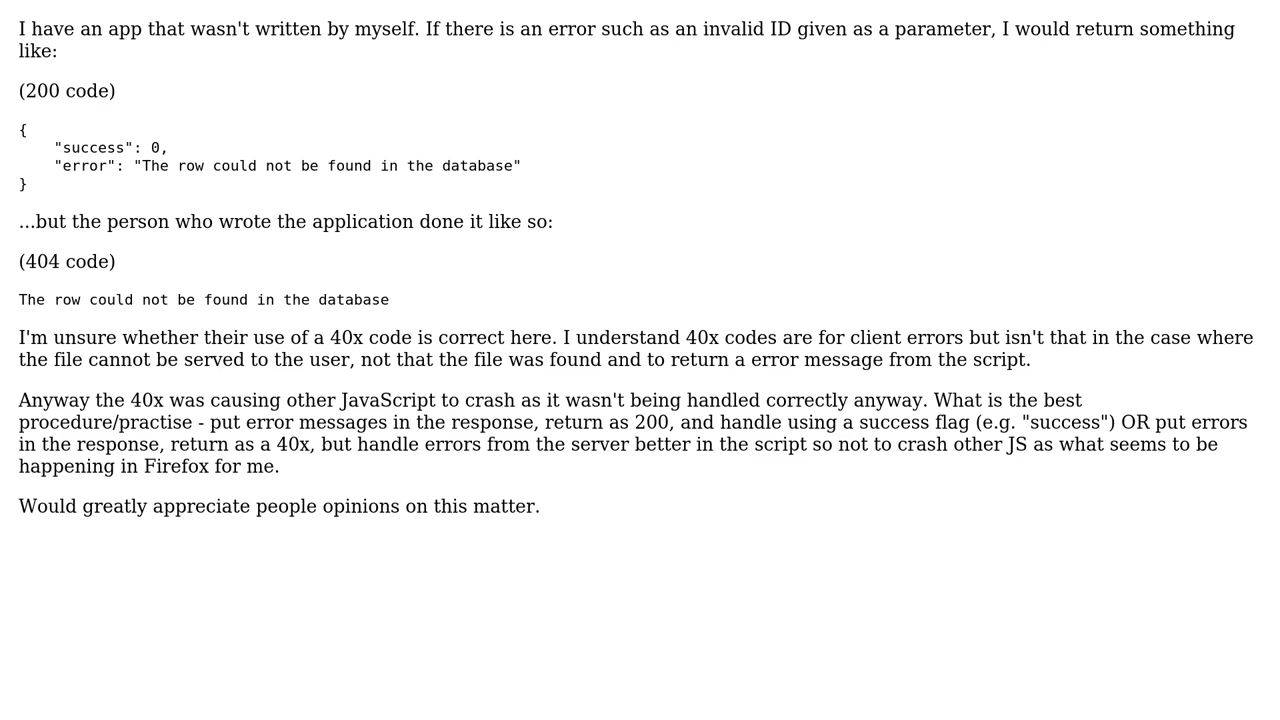 I have an app that wasn't written by myself. If there is an error such as an invalid ID given as a parameter, I would return something
like:
(200 code)
{
    "success": 0,
    "error": "The row could not be found in the database"
}
...but the person who wrote the application done it like so:
(404 code)
The row could not be found in the database
I'm unsure whether their use of a 40x code is correct here. I understand 40x codes are for client errors but isn't that in the case where
the file cannot be served to the user, not that the file was found and to return a error message from the script.
Anyway the 40x was causing other JavaScript to crash as it wasn't being handled correctly anyway. What is the best
procedure/practise - put error messages in the response, return as 200, and handle using a success flag (e.g. "success") OR put errors
in the response, return as a 40x, but handle errors from the server better in the script so not to crash other JS as what seems to be
happening in Firefox for me.
Would greatly appreciate people opinions on this matter.